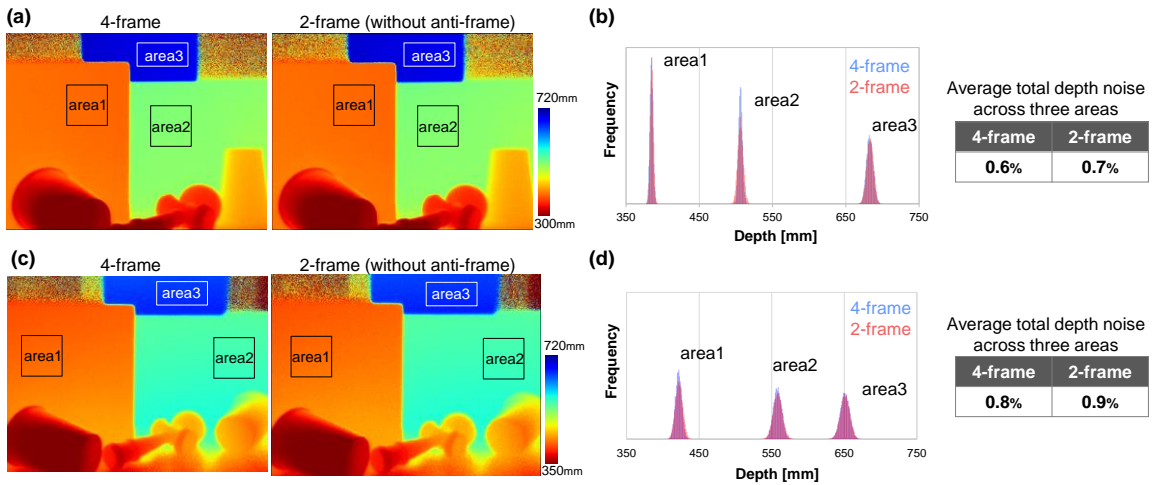 (a)
4-frame
2-frame (without anti-frame)
area3
area1
area2
area3
area1
area2
720mm
300mm
(b)
Frequency
area1
area2
area3
4-frame
2-frame
350
450
550
650
750
Depth [mm]
Average total depth noise
across three areas
4-frame 2-frame
0.6% 0.7%
(c)
4-frame
2-frame (without anti-frame)
area3
area1
area2
area3
area1
area2
720mm
350mm
(d)
Frequency
area1
area2
area3
4-frame
2-frame
350
450
550
650
750
Depth [mm]
Average total depth noise
across three areas
4-frame 2-frame
0.8% 0.9%